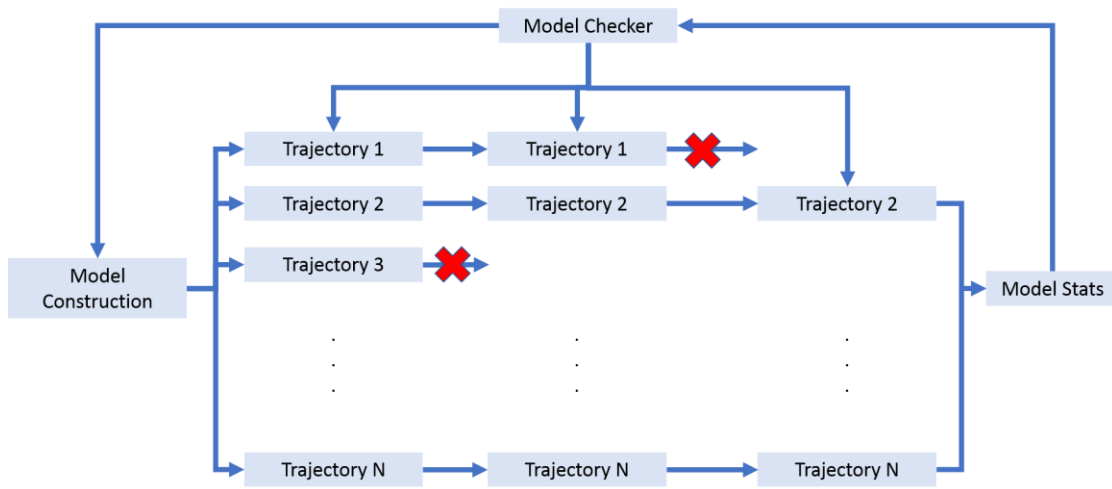 Model Checker
Trajectory 1
Trajectory 1
Trajectory 2
Trajectory 2
Trajectory 2
Trajectory 3
Model
Construction
Model Stats
. . .
. . .
. . .
Trajectory N
Trajectory N
Trajectory N